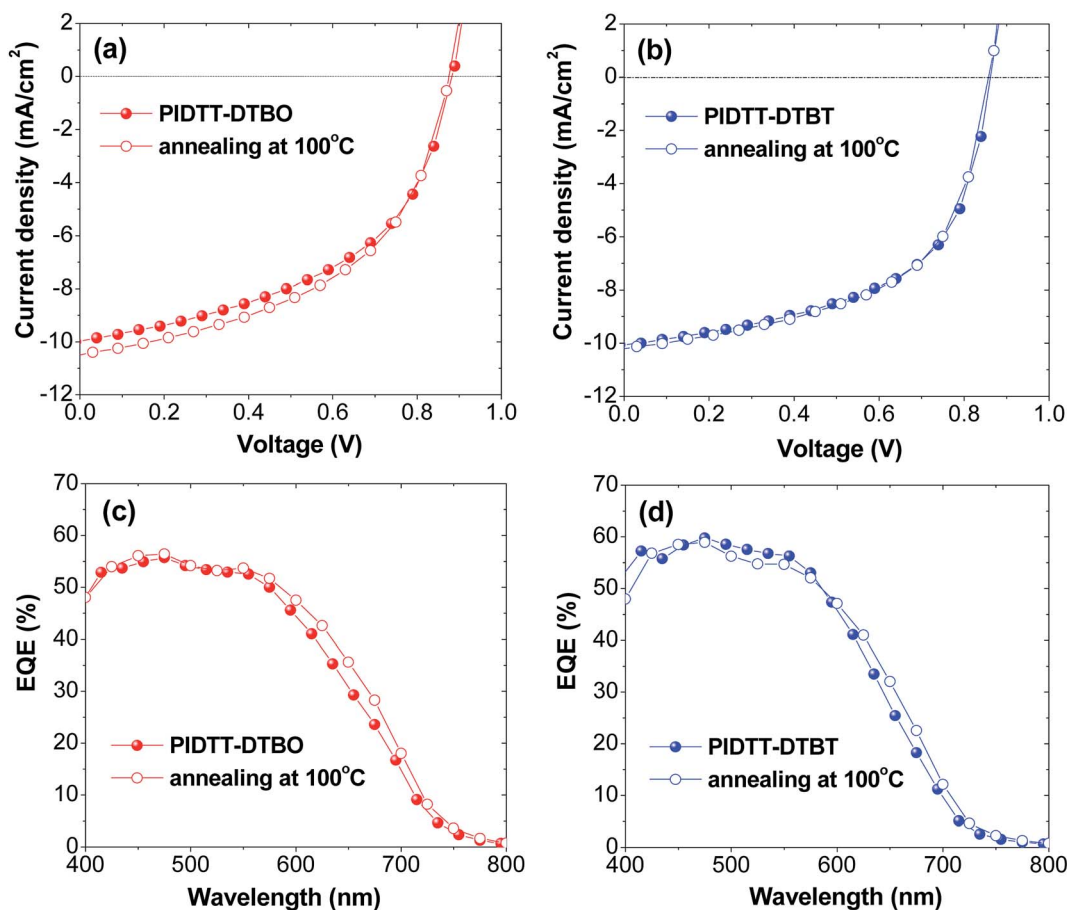 (a)
PIDTT-DTBO
annealing at 100°C
Current density (mA/cm²)
2
0
-2
-4
-6
-8
-10
-12
0.0 0.2 0.4 0.6 0.8 1.0
Voltage (V)
(b)
PIDTT-DTBT
annealing at 100°C
Current density (mA/cm²)
2
0
-2
-4
-6
-8
-10
-12
0.0 0.2 0.4 0.6 0.8 1.0
Voltage (V)
(c)
PIDTT-DTBO
annealing at 100°C
EQE (%)
70
60
50
40
30
20
10
0
400 500 600 700 800
Wavelength (nm)
(d)
PIDTT-DTBT
annealing at 100°C
EQE (%)
70
60
50
40
30
20
10
0
400 500 600 700 800
Wavelength (nm)